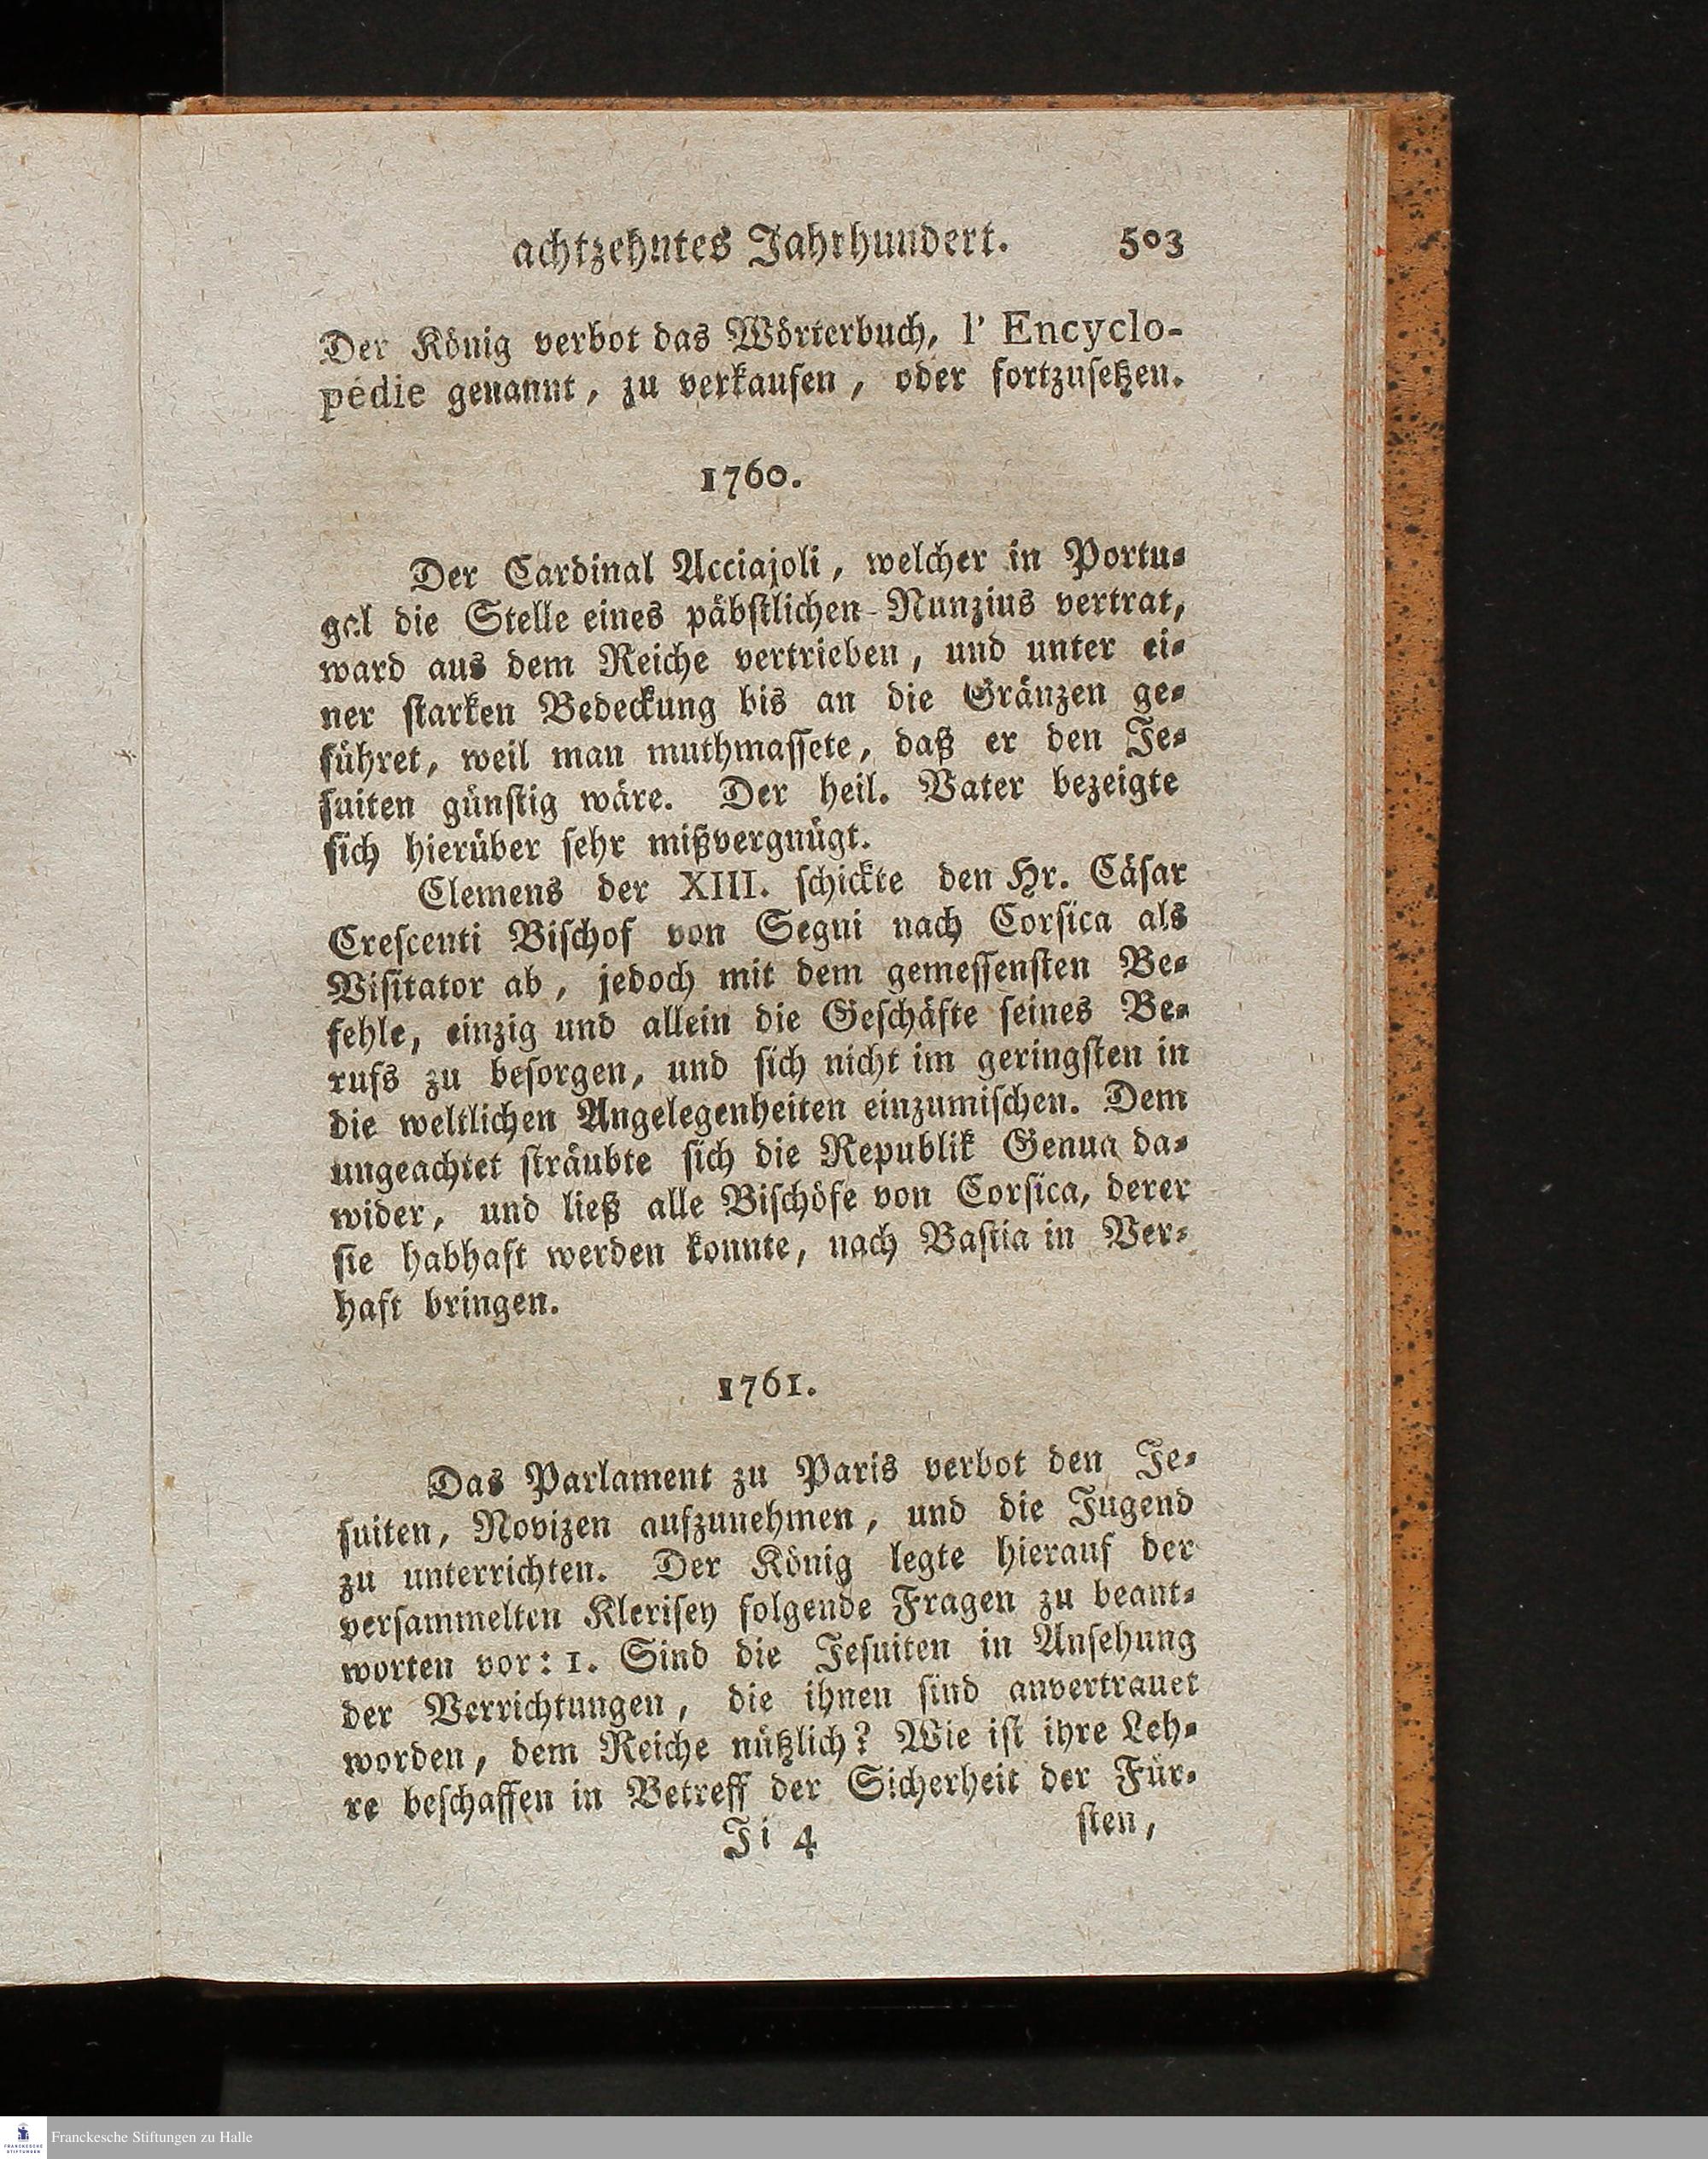 achtzehntes Jahrhundert. 503
Der König verbot das Wörterbuch, l' Encyclo-
pédie genannt, zu verkaufen, oder fortzusetzen.
1760.
Der Cardinal Acciajoli, welcher in Portu-
gal die Stelle eines päbstlichen Nunzius vertrat,
ward aus dem Reiche vertrieben, und unter ei-
ner starken Bedeckung bis an die Gränzen ge-
führet, weil man muthmassete, daß er den Je-
suiten günstig wäre. Der heil. Vater bezeigte
sich hierüber sehr mißvergnügt.
Clemens der XIII. schickte den Hr. Cäsar
Crescenti Bischof von Segni nach Corsica als
Visitator ab, jedoch mit dem gemessensten Be-
fehle, einzig und allein die Geschäfte seines Be-
rufs zu besorgen, und sich nicht im geringsten in
die weltlichen Angelegenheiten einzumischen. Dem
ungeachtet sträubte sich die Republik Genua da-
wider, und ließ alle Bischöfe von Corsica, derer
sie habhaft werden konnte, nach Bastia in Ver-
haft bringen.
1761.
Das Parlament zu Paris verbot den Je-
suiten, Novizen aufzunehmen, und die Jugend
zu unterrichten. Der König legte hierauf der
versammelten Klerisey folgende Fragen zu beant-
worten vor: 1. Sind die Jesuiten in Ansehung
der Verrichtungen, die ihnen sind anvertrauet
worden, dem Reiche nützlich? Wie ist ihre Leh-
re beschaffen in Betreff der Sicherheit der Für-
Ji 4 sten,
FRANCKESCHE
STIFTUNGEN
Franckesche Stiftungen zu Halle